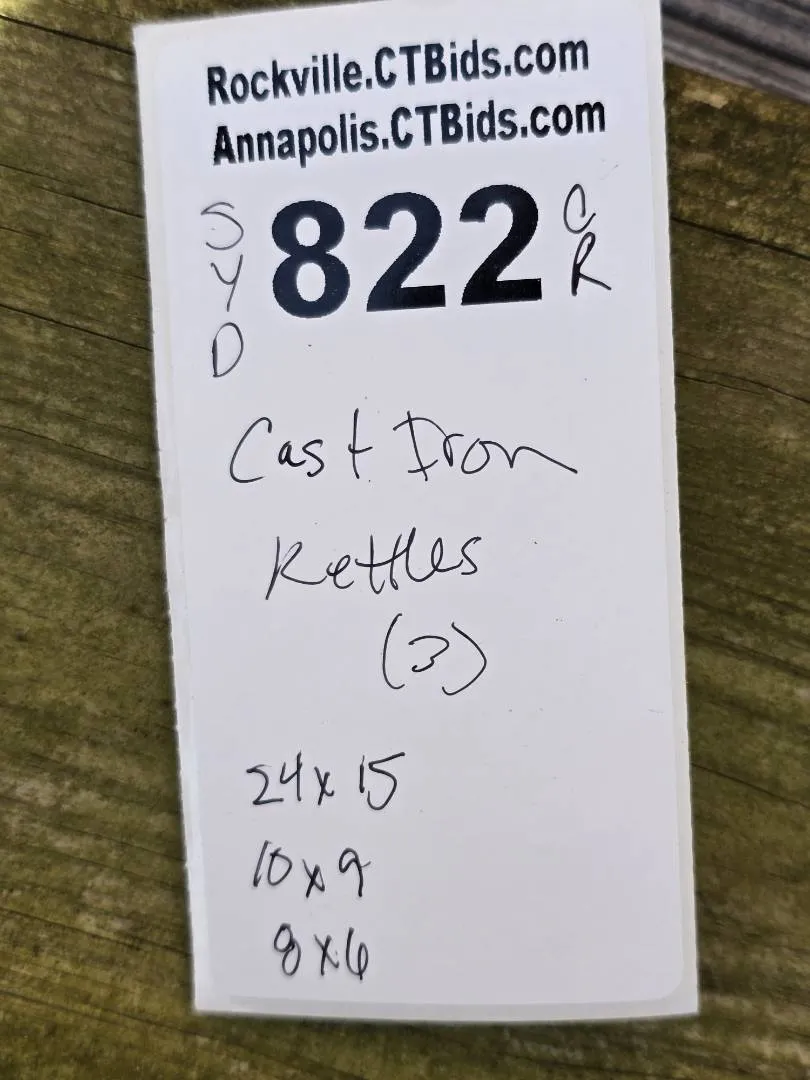 Rockville.CTBids.com
Annapolis.CTBids.com
SYD
822
CR
Cast Iron
Kettles
(3)
24x15
10x9
8x6